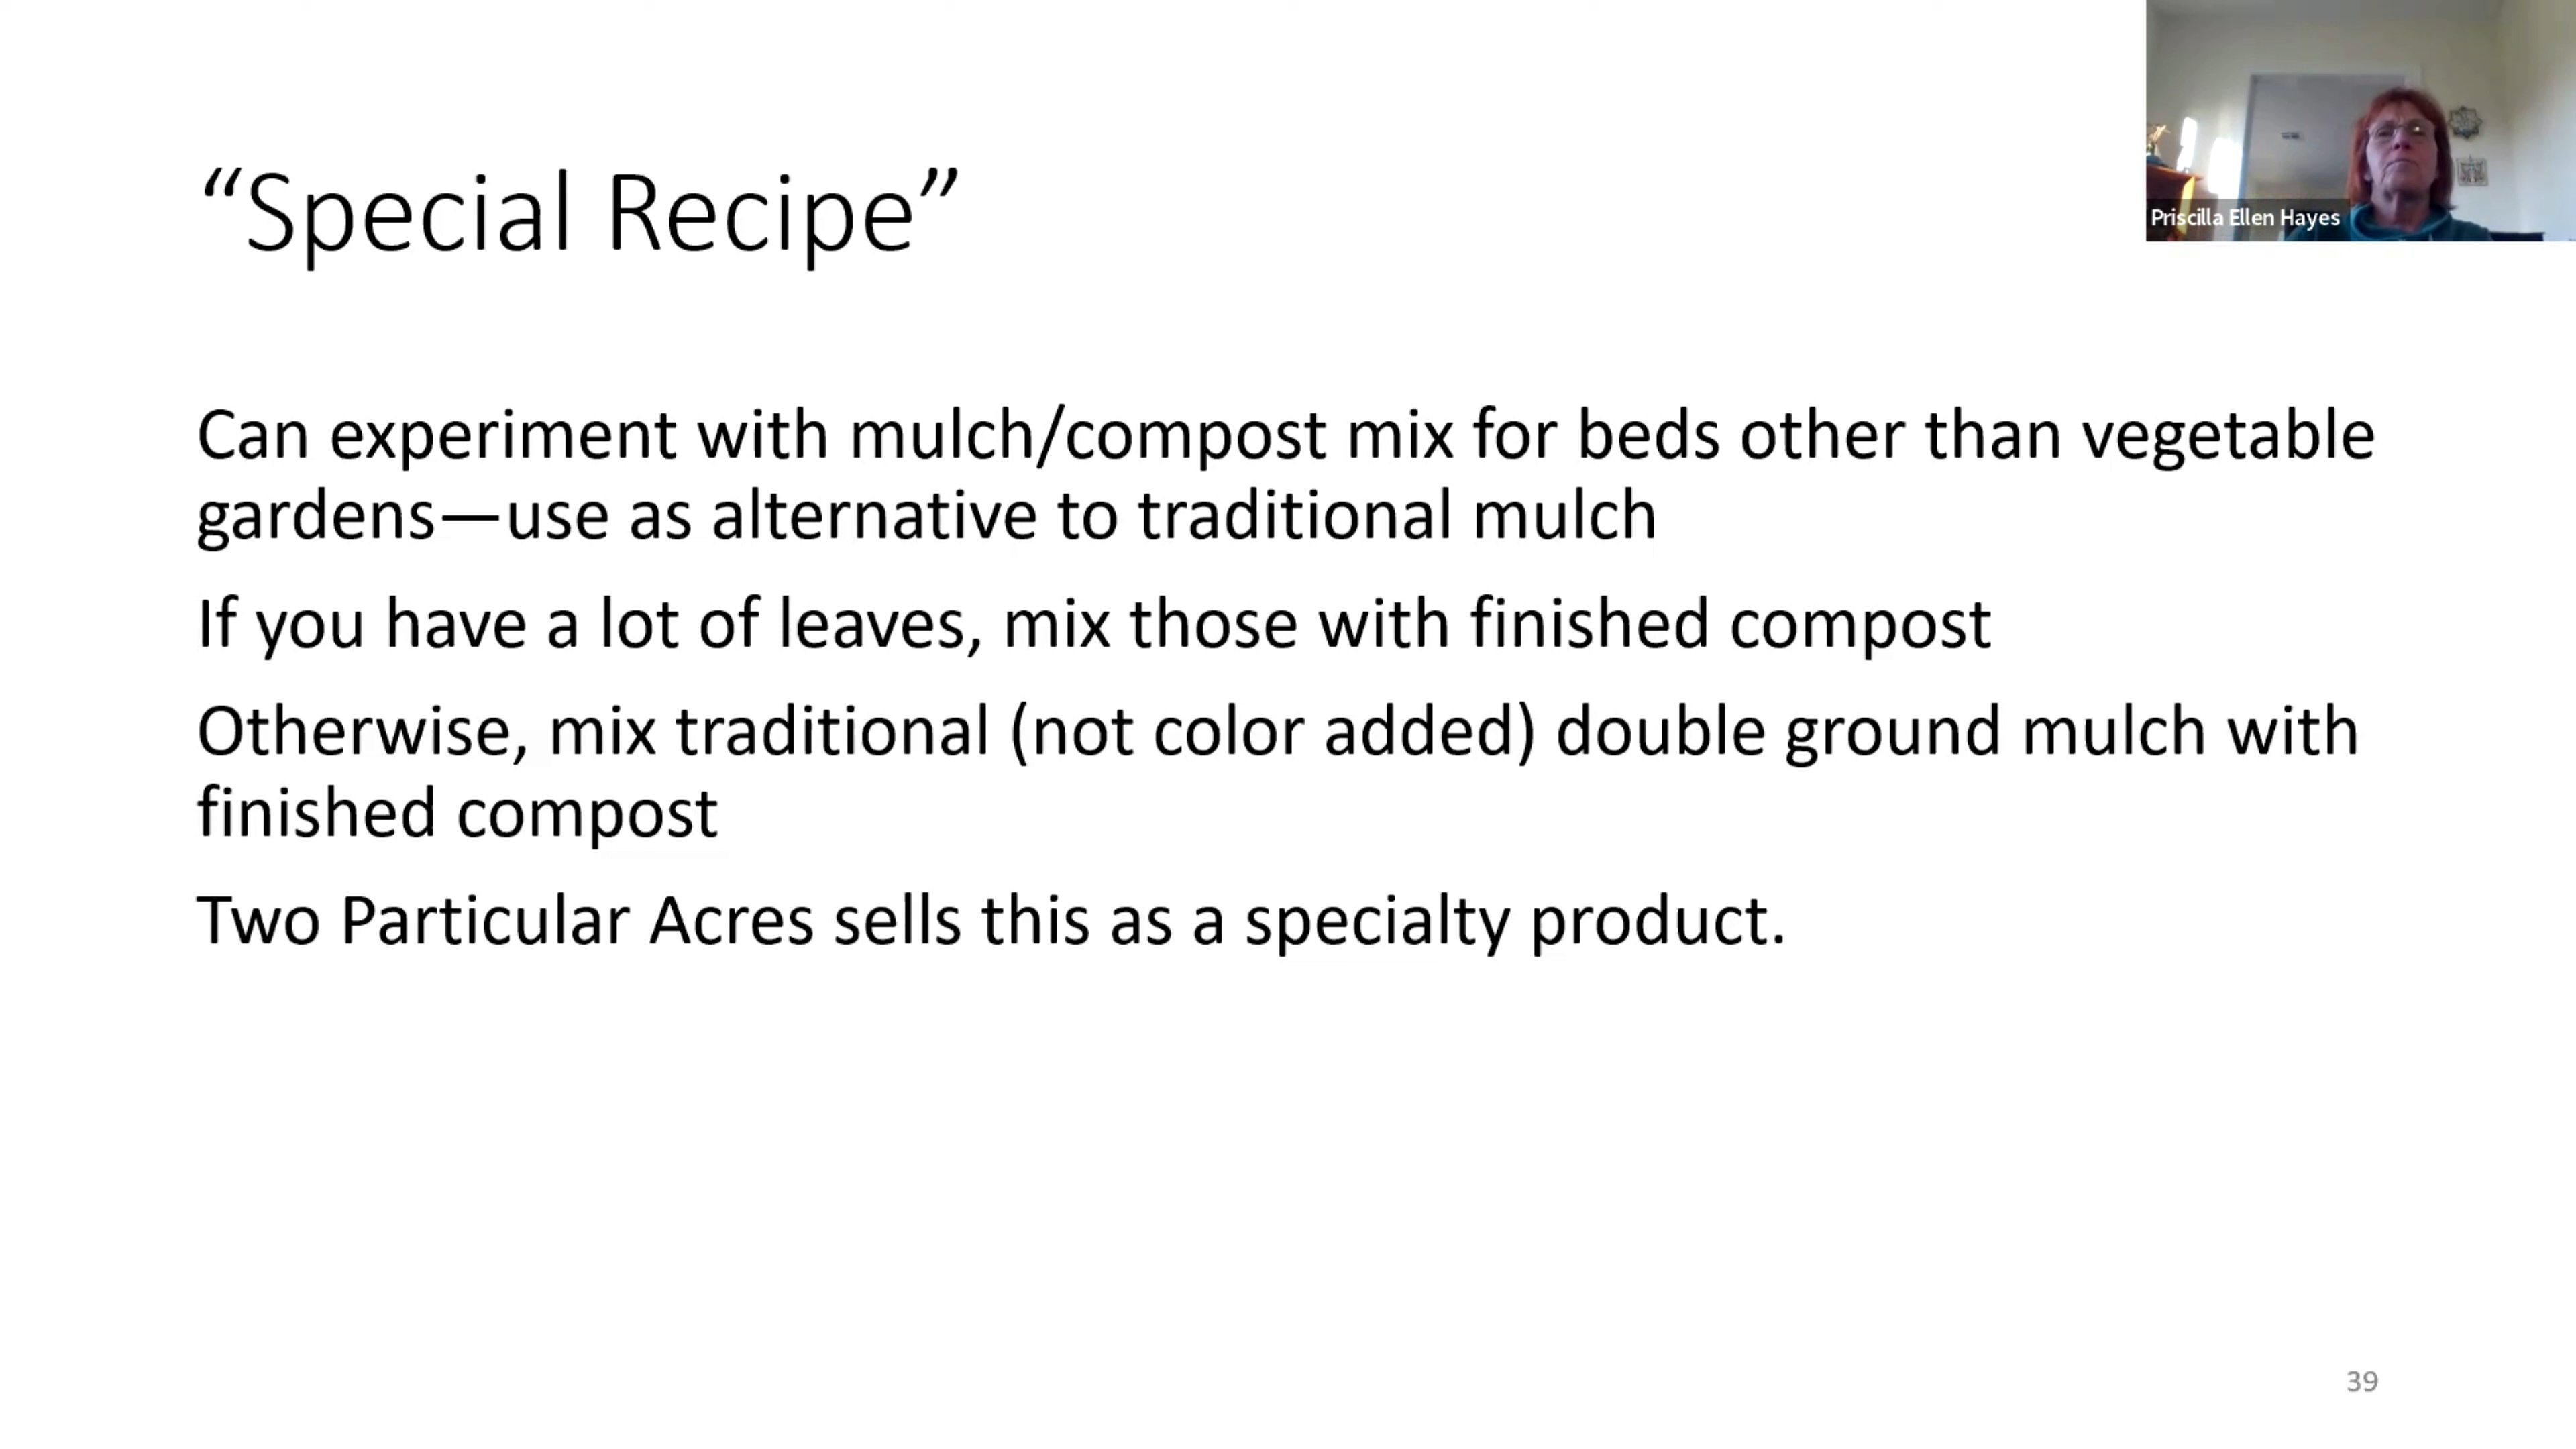 “Special Recipe”
Priscilla Ellen Hayes
Can experiment with mulch/compost mix for beds other than vegetable
gardens—use as alternative to traditional mulch
If you have a lot of leaves, mix those with finished compost
Otherwise, mix traditional (not color added) double ground mulch with
finished compost
Two Particular Acres sells this as a specialty product.
39